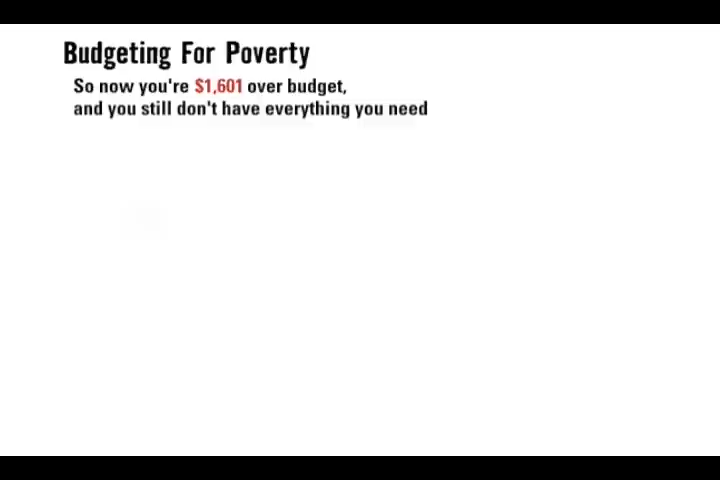 Budgeting For Poverty
So now you're $1,601 over budget,
and you still don't have everything you need